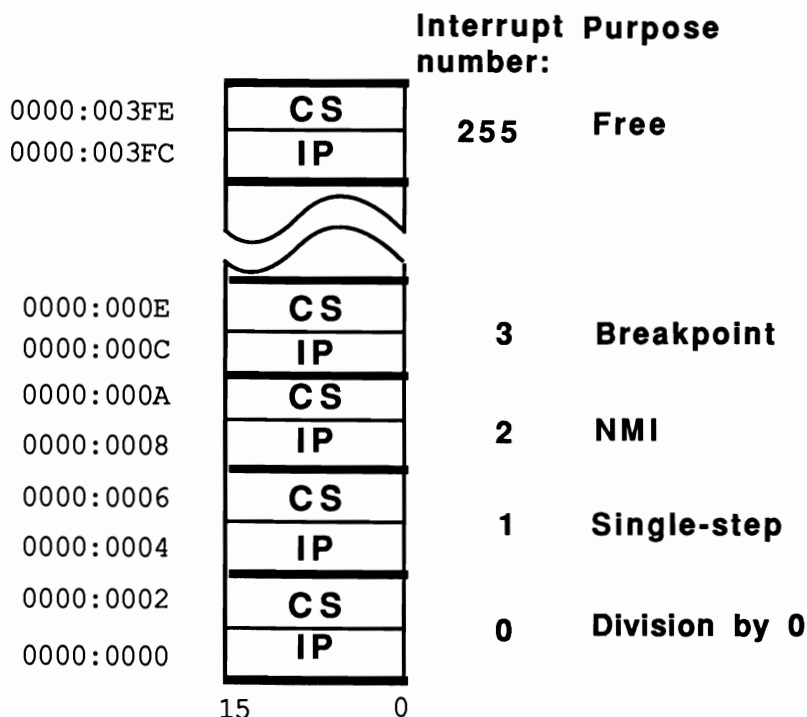 Interrupt Purpose
number:
0000:003FE CS
255 Free
0000:003FC IP
0000:000E CS
3 Breakpoint
0000:000C IP
0000:000A CS
2 NMI
0000:0008 IP
0000:0006 CS
1 Single-step
0000:0004 IP
0000:0002 CS
0 Division by 0
0000:0000 IP
15 0